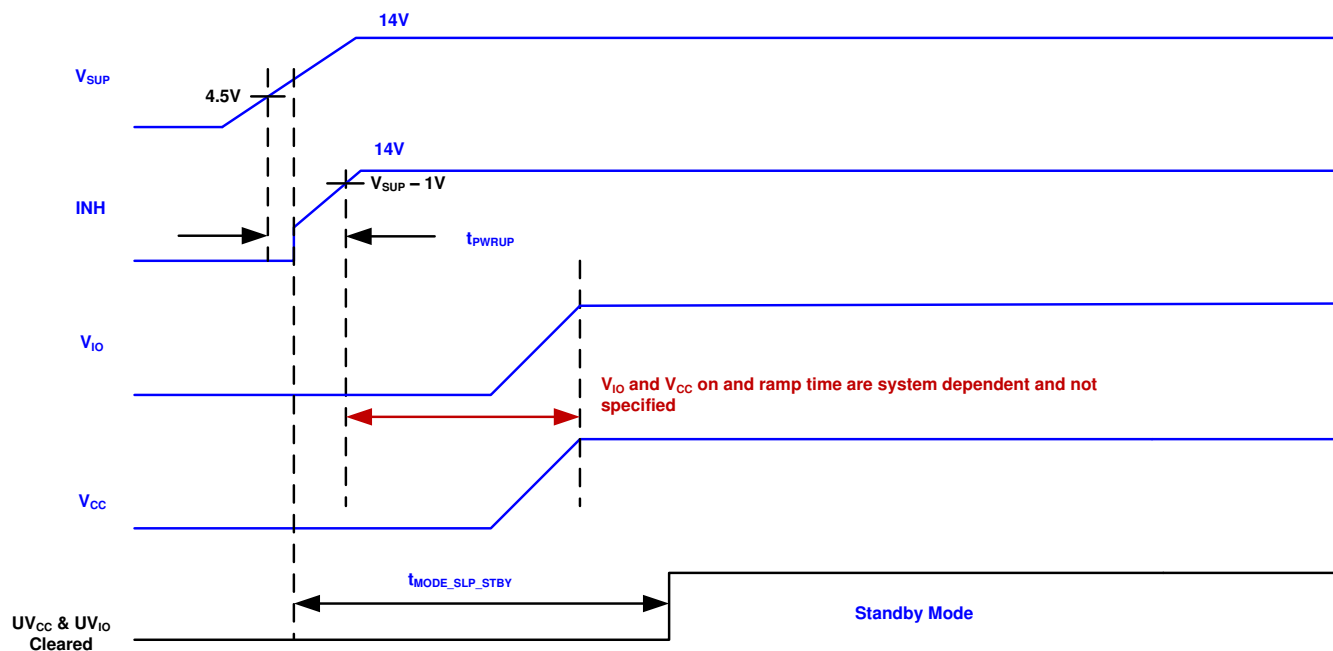 14V
VSUP
4.5V
14V
VSUP – 1V
INH
tPWRUP
VIO
VIO and VCC on and ramp time are system dependent and not
specified
VCC
tMODE_SLP_STBY
Standby Mode
UVCC & UVIO
Cleared